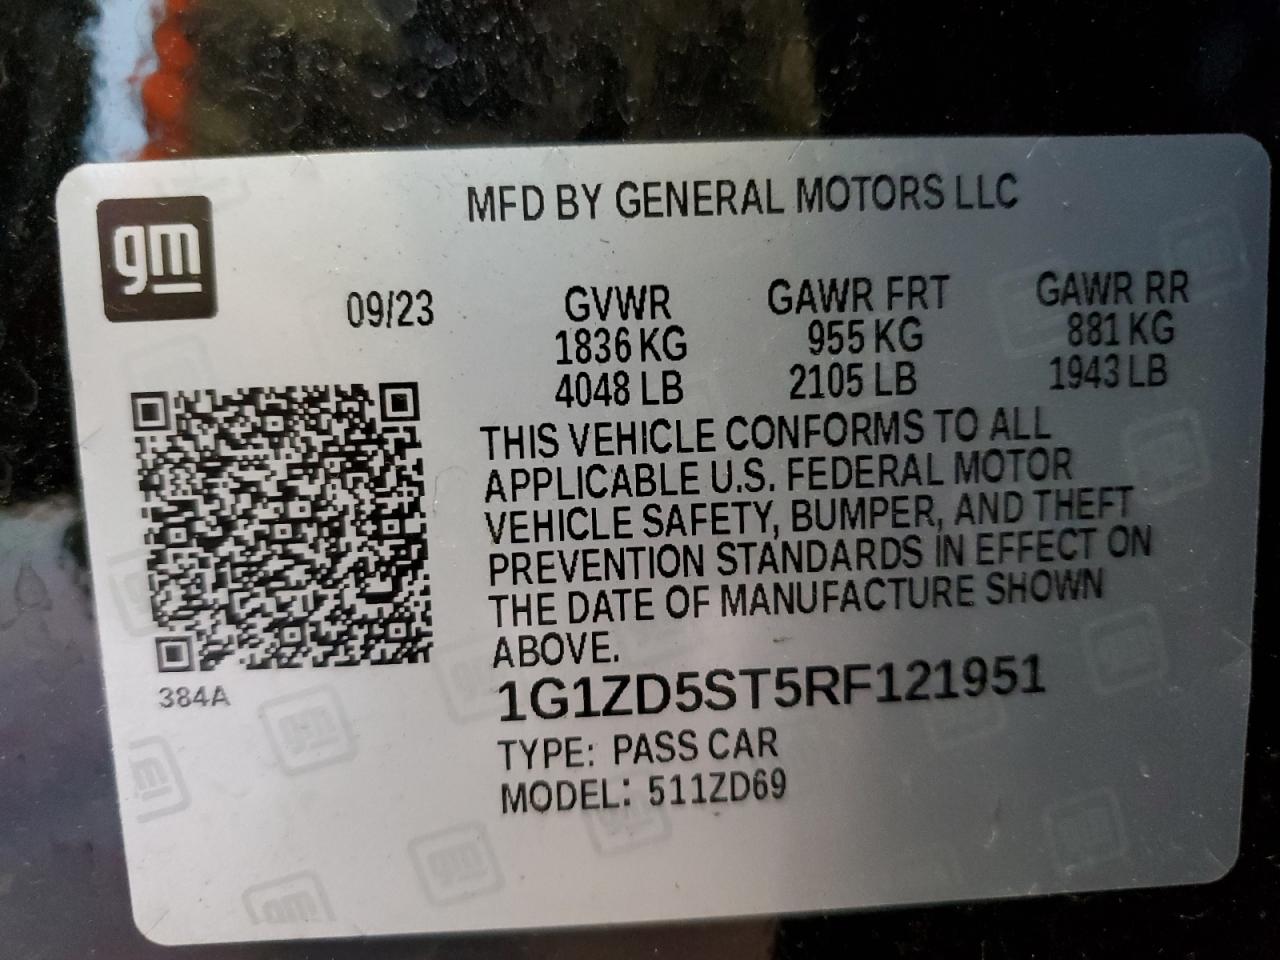 gm
MFD BY GENERAL MOTORS LLC
09/23
GVWR GAWR FRT GAWR RR
1836 KG 955 KG 881 KG
4048 LB 2105 LB 1943 LB
THIS VEHICLE CONFORMS TO ALL
APPLICABLE U.S. FEDERAL MOTOR
VEHICLE SAFETY, BUMPER, AND THEFT
PREVENTION STANDARDS IN EFFECT ON
THE DATE OF MANUFACTURE SHOWN
ABOVE.
384A
1G1ZD5ST5RF121951
TYPE: PASS CAR
MODEL: 511ZD69